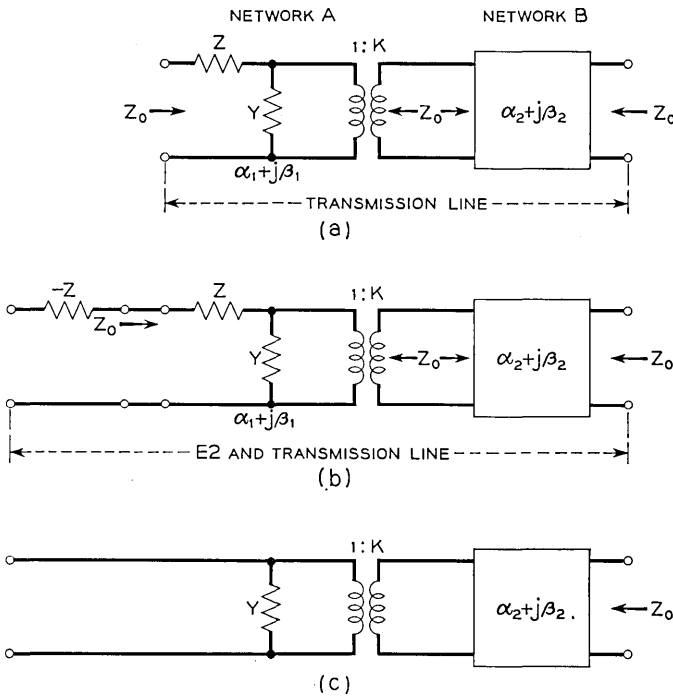 NETWORK A NETWORK B
1:K
Z
Z₀ Y Z₀ α₂+jβ₂ Z₀
α₁+jβ₁
TRANSMISSION LINE
(a)
1:K
-Z Z
Z₀
Y Z₀ α₂+jβ₂ Z₀
α₁+jβ₁
E2 AND TRANSMISSION LINE
(b)
1:K
Y α₂+jβ₂. Z₀
(c)